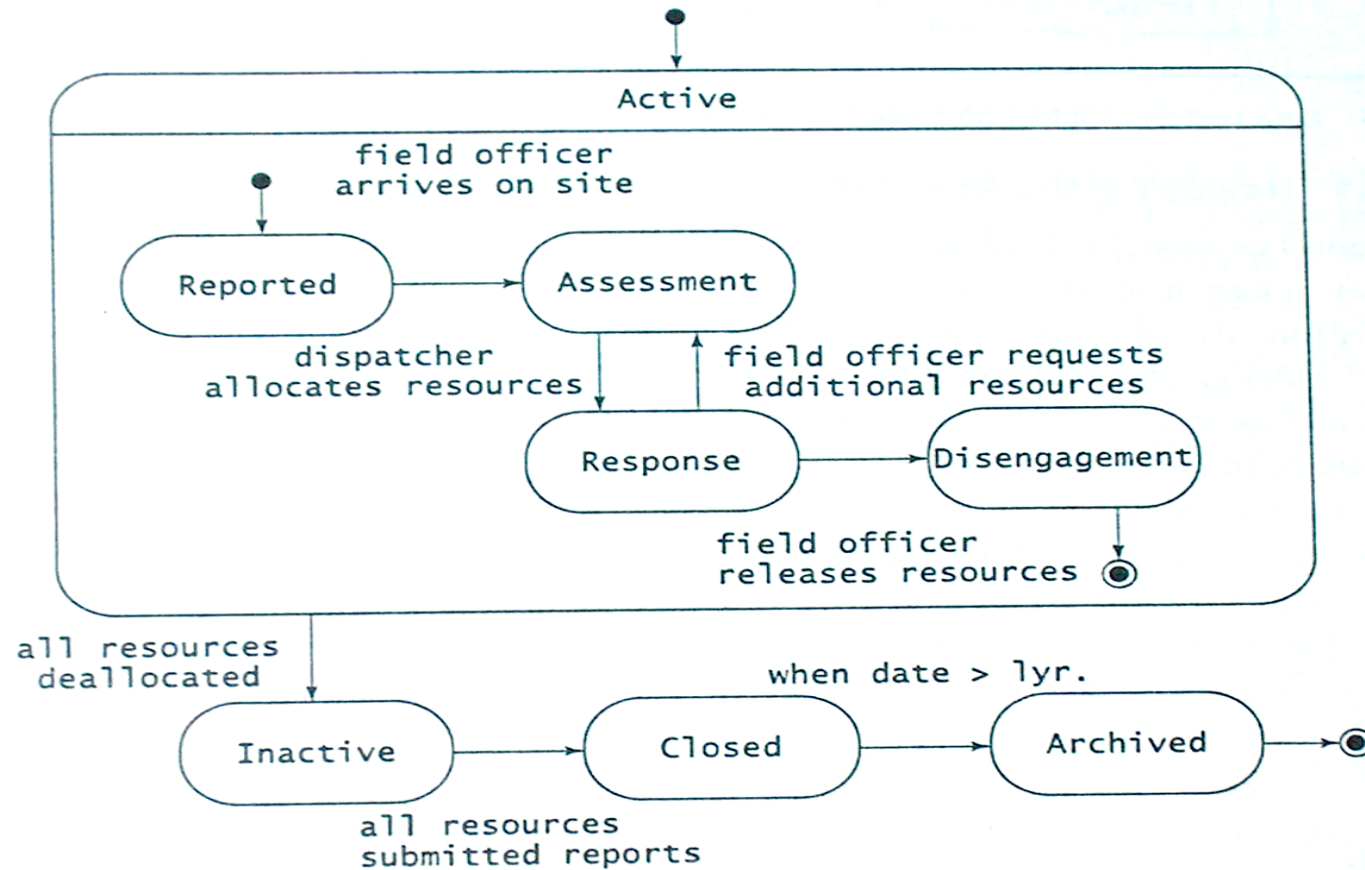 Active
field officer
arrives on site
Reported
Assessment
dispatcher
allocates resources
field officer requests
additional resources
Response
Disengagement
field officer
releases resources
all resources
deallocated
when date > 1yr.
Inactive
Closed
Archived
all resources
submitted reports